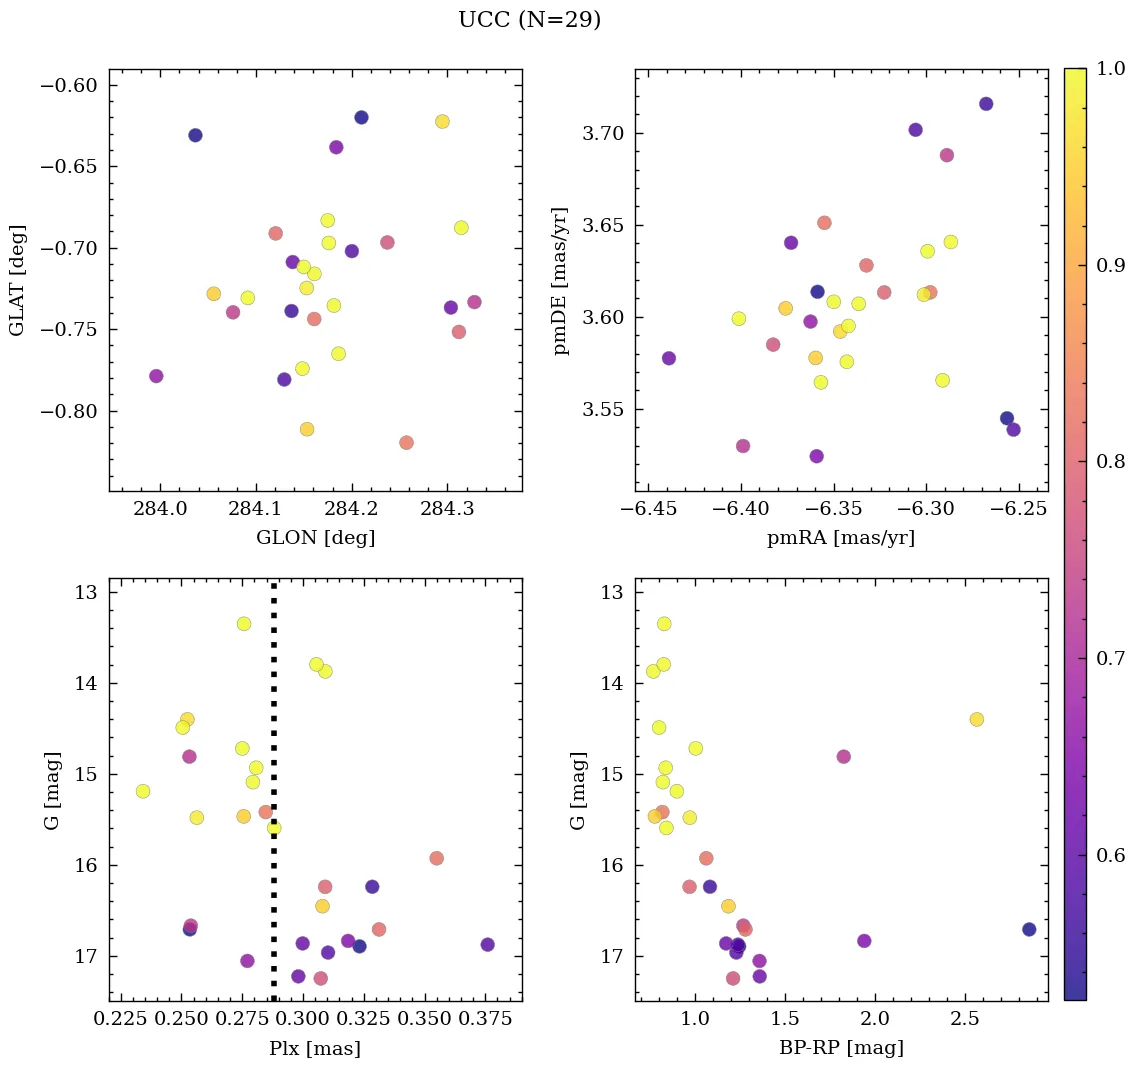 UCC (N=29)
−0.60
−0.65
−0.70
−0.75
−0.80
GLAT [deg]
284.0 284.1 284.2 284.3
GLON [deg]
3.70
3.65
3.60
3.55
pmDE [mas/yr]
−6.45 −6.40 −6.35 −6.30 −6.25
pmRA [mas/yr]
13
14
15
16
17
G [mag]
0.225 0.250 0.275 0.300 0.325 0.350 0.375
Plx [mas]
13
14
15
16
17
G [mag]
1.0 1.5 2.0 2.5
BP-RP [mag]
1.0
0.9
0.8
0.7
0.6